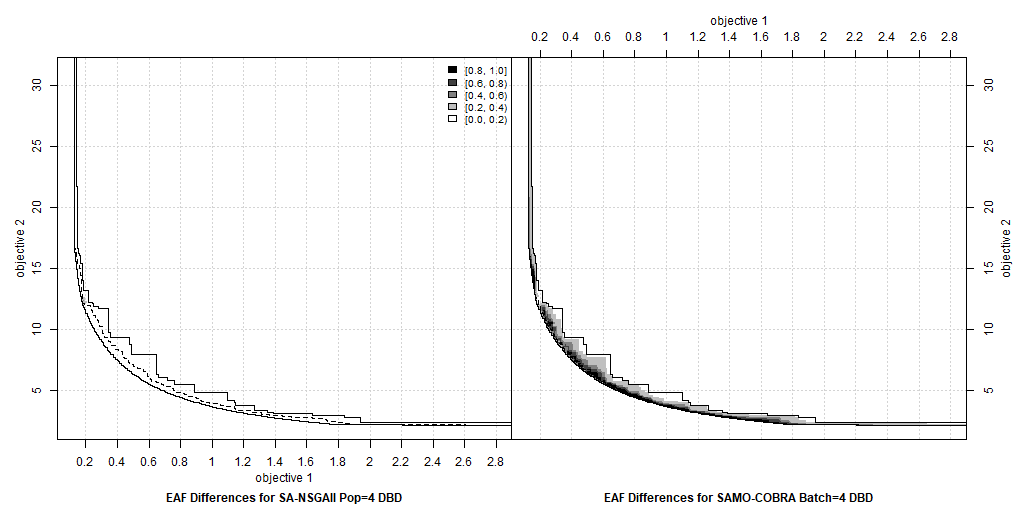 objective 1
0.2 0.4 0.6 0.8 1 1.2 1.4 1.6 1.8 2 2.2 2.4 2.6 2.8
[0.8, 1.0]
[0.6, 0.8)
[0.4, 0.6)
[0.2, 0.4)
[0.0, 0.2)
objective 2
5 10 15 20 25 30
5 10 15 20 25 30
objective 2
0.2 0.4 0.6 0.8 1 1.2 1.4 1.6 1.8 2 2.2 2.4 2.6 2.8
objective 1
EAF Differences for SA-NSGAII Pop=4 DBD
EAF Differences for SAMO-COBRA Batch=4 DBD